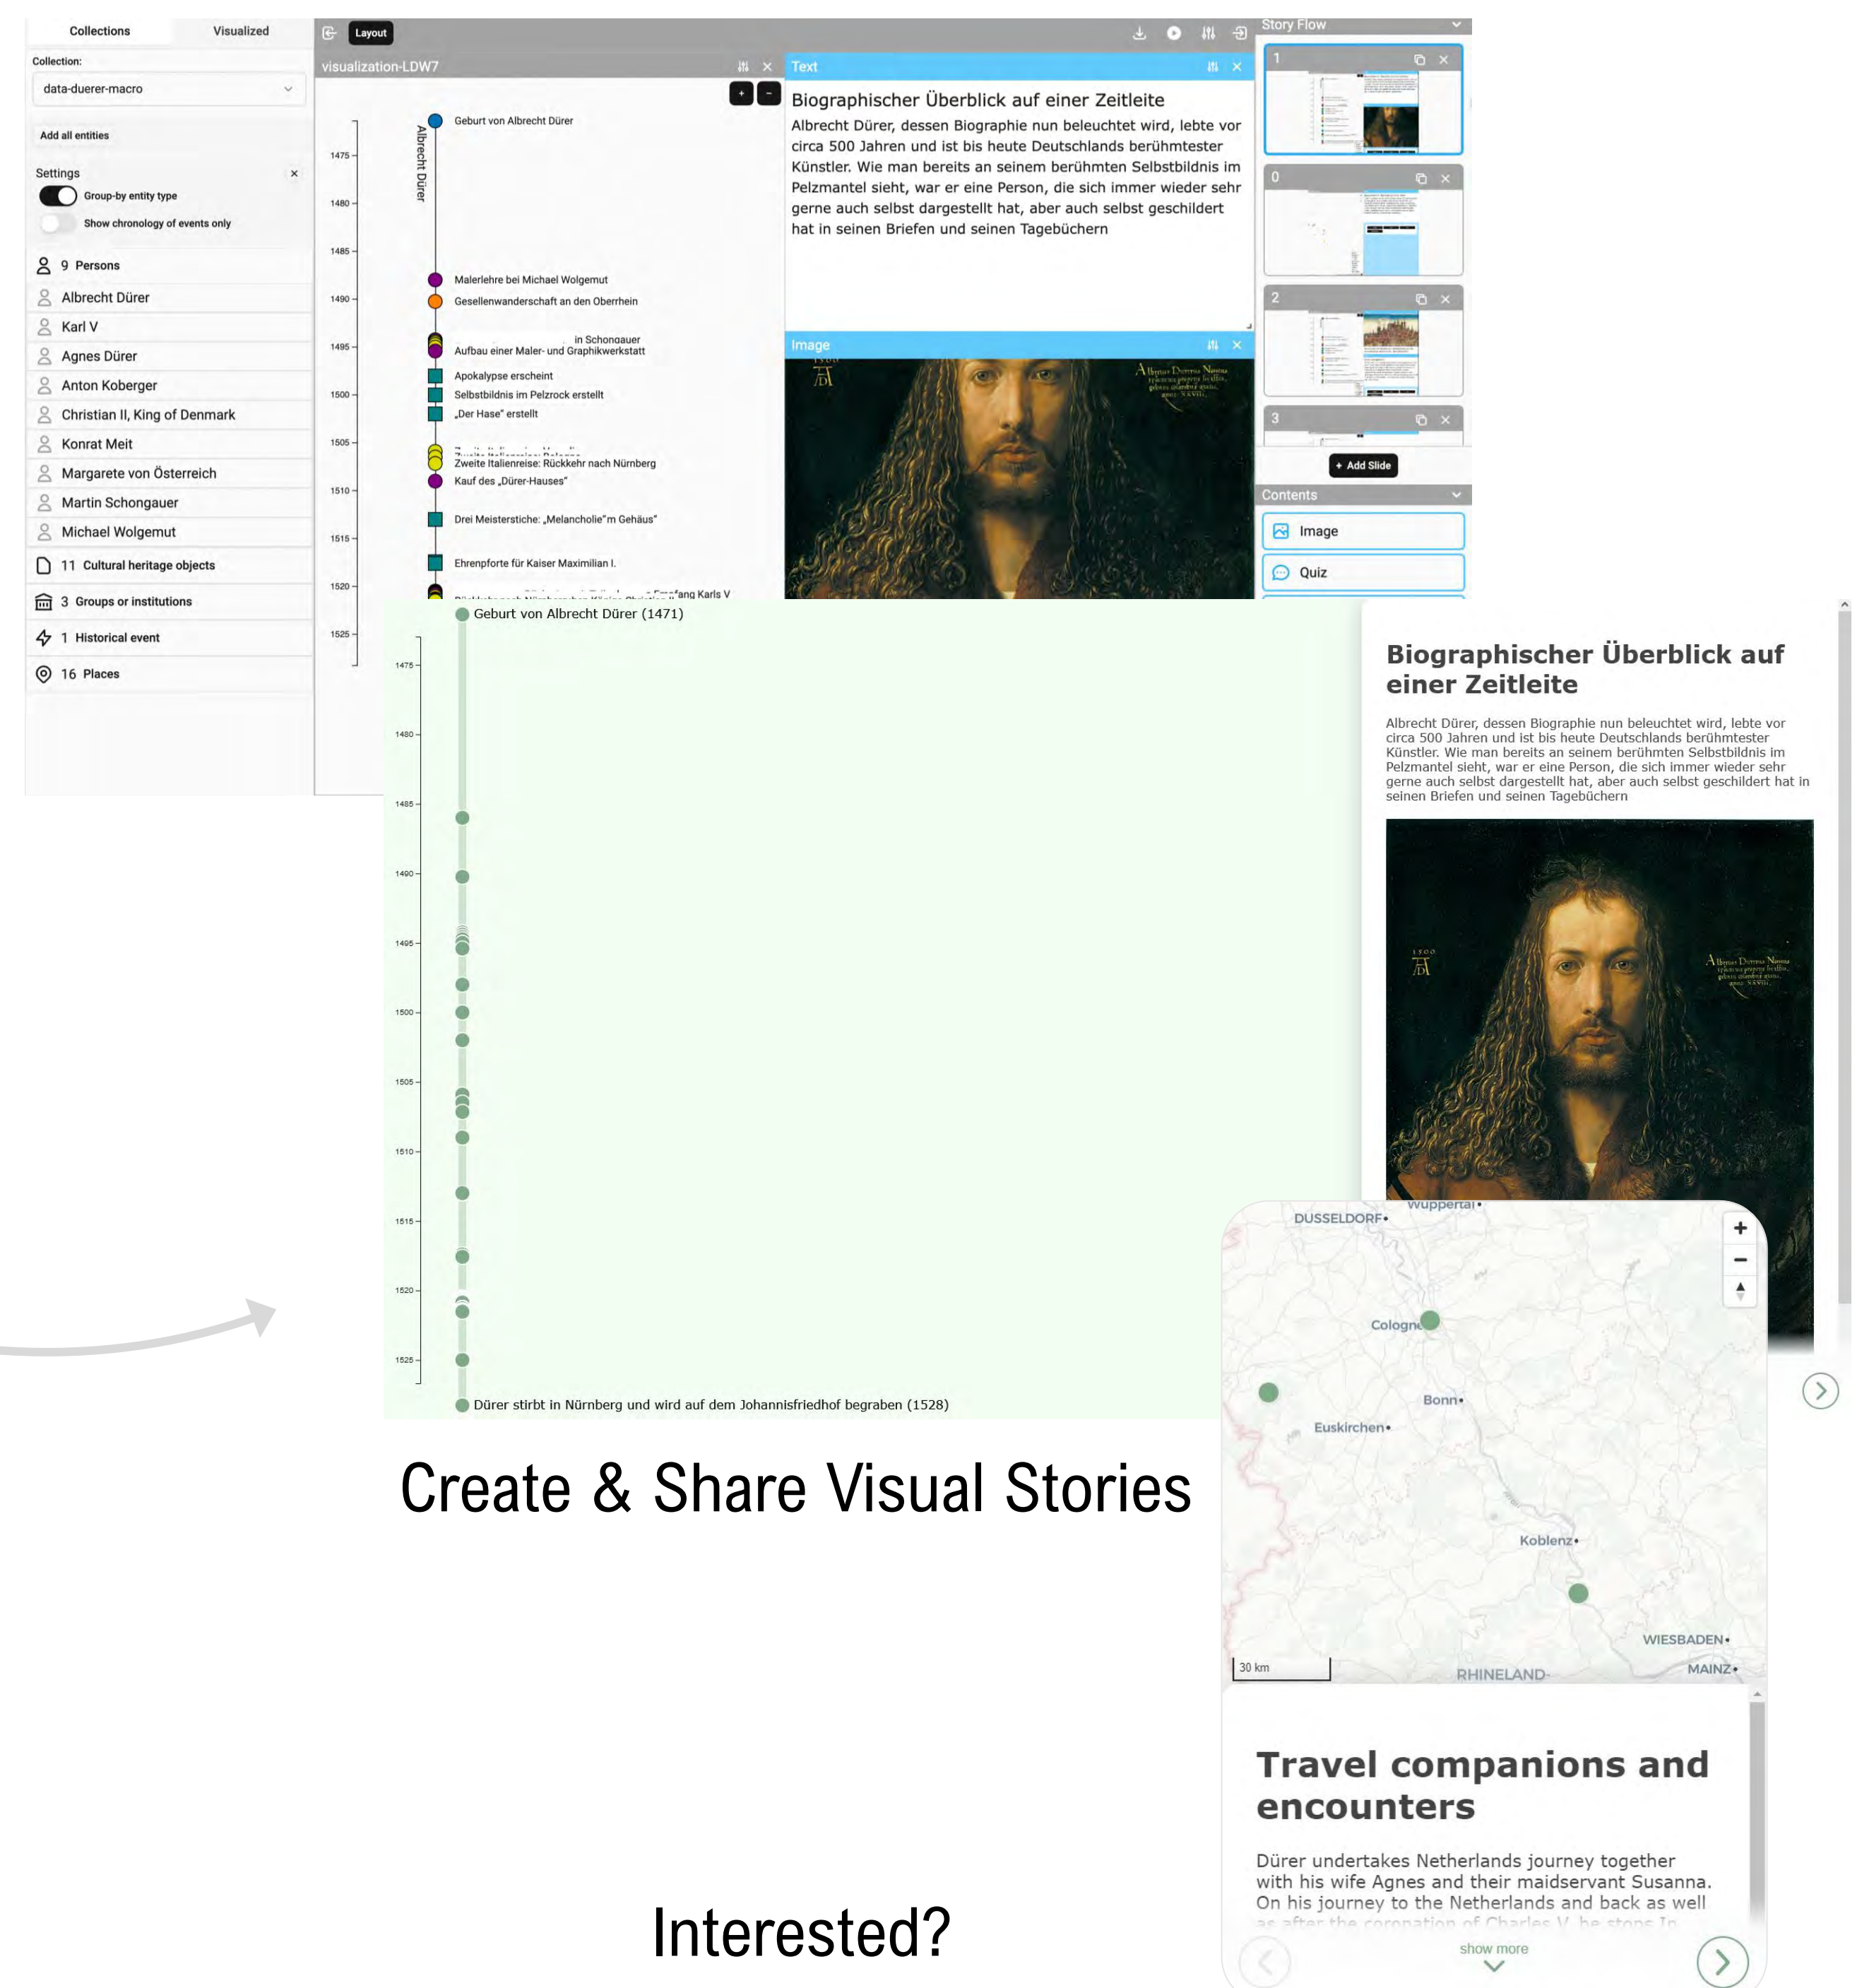 Collections
Visualized
Collection:
data-duerer-macro
Add all entities
Settings
Group-by entity type
Show chronology of events only
9 Persons
Albrecht Dürer
Karl V
Agnes Dürer
Anton Koberger
Christian II, King of Denmark
Konrat Meit
Margarete von Österreich
Martin Schongauer
Michael Wolgemut
11 Cultural heritage objects
3 Groups or institutions
1 Historical event
16 Places
Layout
visualization-LDW7
Albrecht Dürer
1475
1480
1485
1490
1495
1500
1505
1510
1515
1520
1525
Geburt von Albrecht Dürer
Malerlehre bei Michael Wolgemut
Gesellenwanderschaft an den Oberrhein
in Schongauer
Aufbau einer Maler- und Graphikwerkstatt
Apokalypse erscheint
Selbstbildnis im Pelzrock erstellt
„Der Hase“ erstellt
Zweite Italienreise: Rückkehr nach Nürnberg
Kauf des „Dürer-Hauses“
Drei Meisterstiche: „Melancholie“m Gehäus“
Ehrenpforte für Kaiser Maximilian I.
fang Karls V
Text
Biographischer Überblick auf einer Zeitleite
Albrecht Dürer, dessen Biographie nun beleuchtet wird, lebte vor
circa 500 Jahren und ist bis heute Deutschlands berühmtester
Künstler. Wie man bereits an seinem berühmten Selbstbildnis im
Pelzmantel sieht, war er eine Person, die sich immer wieder sehr
gerne auch selbst dargestellt hat, aber auch selbst geschildert
hat in seinen Briefen und seinen Tagebüchern
Image
Story Flow
1
0
2
3
+ Add Slide
Contents
Image
Quiz
Geburt von Albrecht Dürer (1471)
1475
1480
1485
1490
1495
1500
1505
1510
1515
1520
1525
Dürer stirbt in Nürnberg und wird auf dem Johannisfriedhof begraben (1528)
Biographischer Überblick auf
einer Zeitleite
Albrecht Dürer, dessen Biographie nun beleuchtet wird, lebte vor
circa 500 Jahren und ist bis heute Deutschlands berühmtester
Künstler. Wie man bereits an seinem berühmten Selbstbildnis im
Pelzmantel sieht, war er eine Person, die sich immer wieder sehr
gerne auch selbst dargestellt hat, aber auch selbst geschildert hat in
seinen Briefen und seinen Tagebüchern
1500
AD
Wuppertal
DUSSELDORF
Cologne
Bonn
Euskirchen
Koblenz
WIESBADEN
MAINZ
RHINELAND-
30 km
Travel companions and
encounters
Dürer undertakes Netherlands journey together
with his wife Agnes and their maidservant Susanna.
On his journey to the Netherlands and back as well
as after the coronation of Charles V, he stops In
show more
Create & Share Visual Stories
Interested?